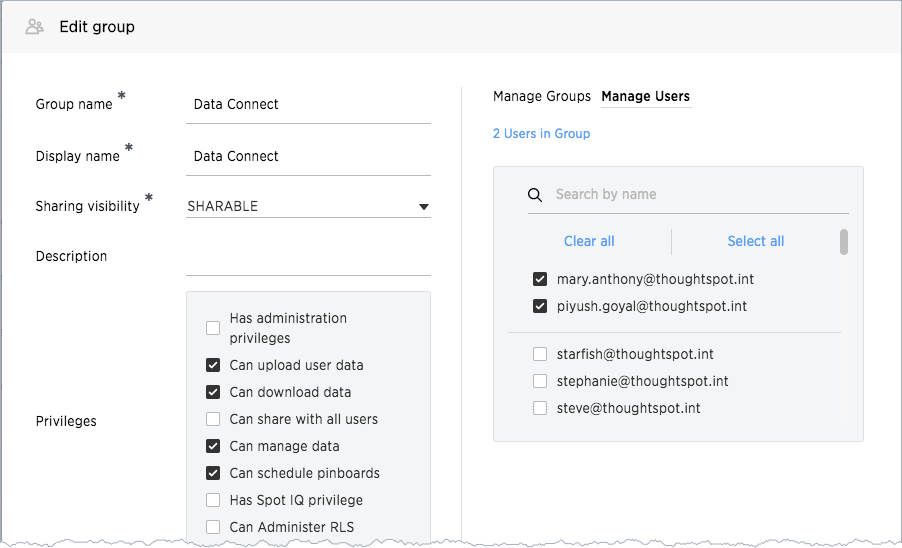 Edit group
Group name *
Data Connect
Display name *
Data Connect
Sharing visibility *
SHARABLE
Description
Privileges
Has administration
privileges
Can upload user data
Can download data
Can share with all users
Can manage data
Can schedule pinboards
Has Spot IQ privilege
Can Administer RLS
Manage Groups Manage Users
2 Users in Group
Search by name
Clear all Select all
mary.anthony@thoughtspot.int
piyush.goyal@thoughtspot.int
starfish@thoughtspot.int
stephanie@thoughtspot.int
steve@thoughtspot.int